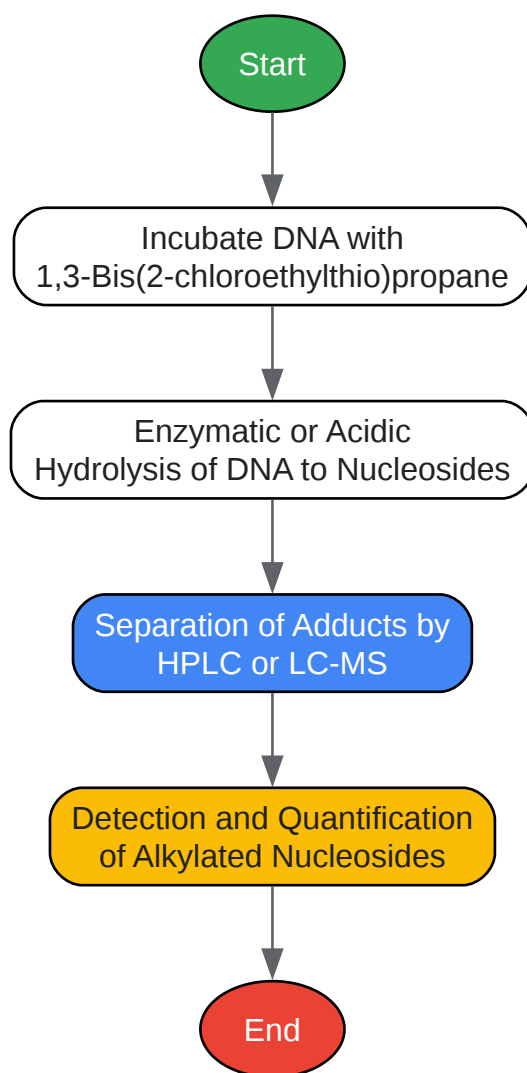 Start
Incubate DNA with
1,3-Bis(2-chloroethylthio)propane
Enzymatic or Acidic
Hydrolysis of DNA to Nucleosides
Separation of Adducts by
HPLC or LC-MS
Detection and Quantification
of Alkylated Nucleosides
End